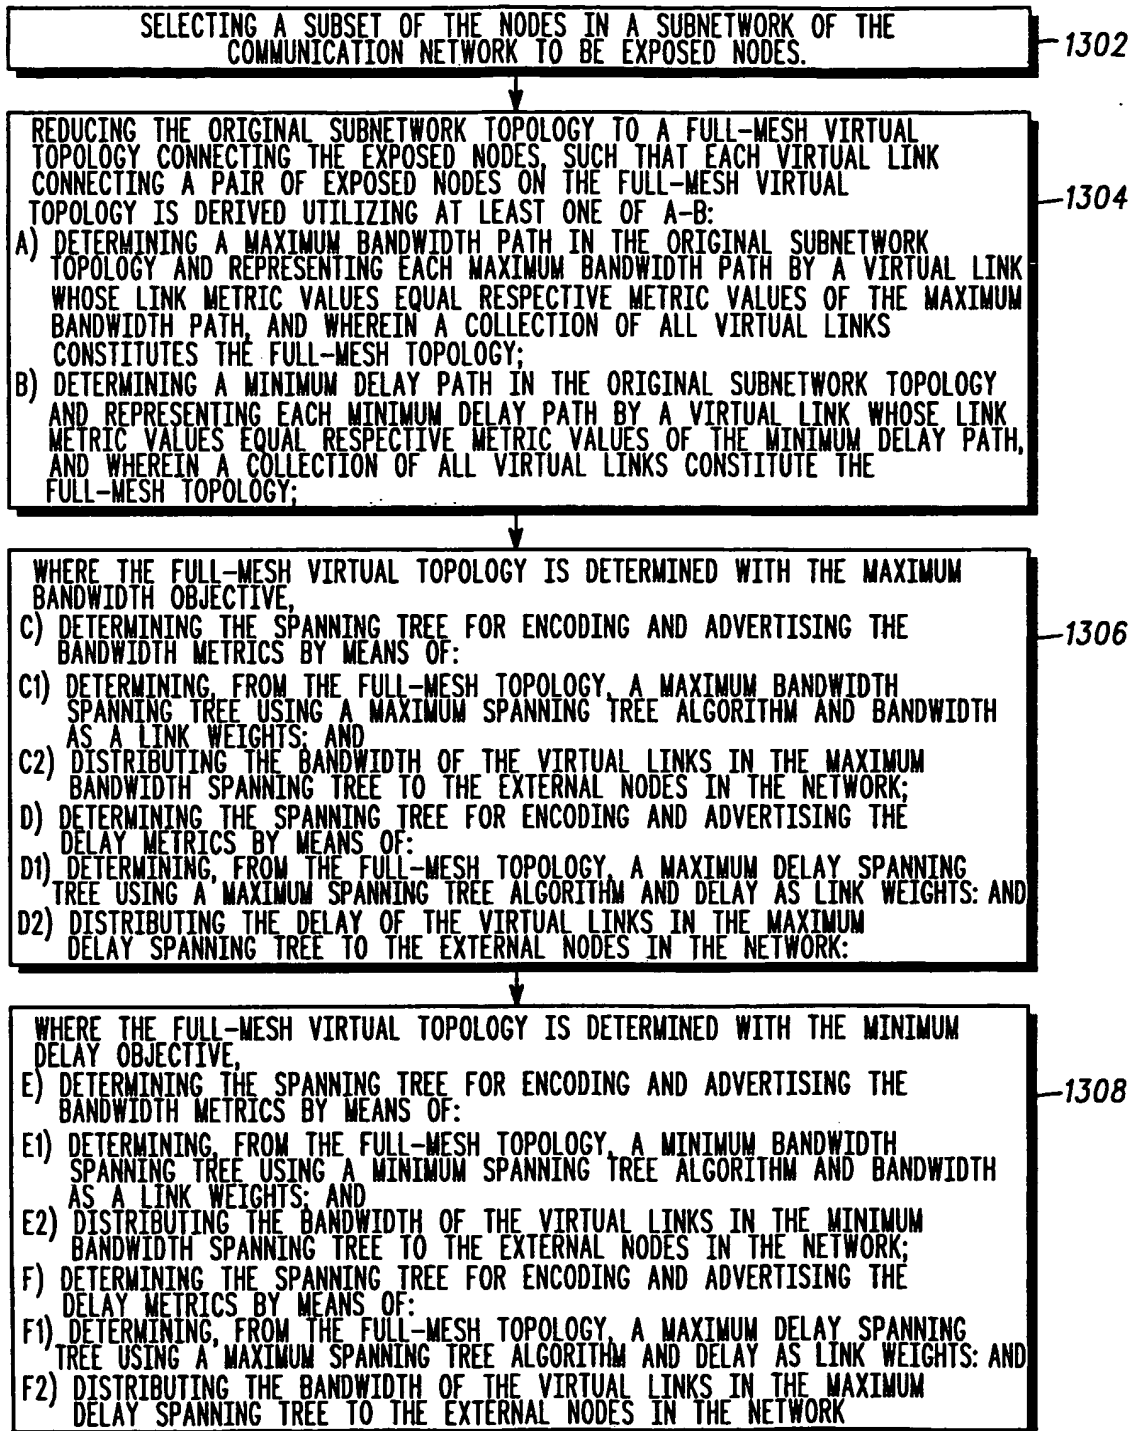 SELECTING A SUBSET OF THE NODES IN A SUBNETWORK OF THE
COMMUNICATION NETWORK TO BE EXPOSED NODES.
1302
REDUCING THE ORIGINAL SUBNETWORK TOPOLOGY TO A FULL-MESH VIRTUAL
TOPOLOGY CONNECTING THE EXPOSED NODES, SUCH THAT EACH VIRTUAL LINK
CONNECTING A PAIR OF EXPOSED NODES ON THE FULL-MESH VIRTUAL
TOPOLOGY IS DERIVED UTILIZING AT LEAST ONE OF A-B:
1304
A) DETERMINING A MAXIMUM BANDWIDTH PATH IN THE ORIGINAL SUBNETWORK
TOPOLOGY AND REPRESENTING EACH MAXIMUM BANDWIDTH PATH BY A VIRTUAL LINK
WHOSE LINK METRIC VALUES EQUAL RESPECTIVE METRIC VALUES OF THE MAXIMUM
BANDWIDTH PATH, AND WHEREIN A COLLECTION OF ALL VIRTUAL LINKS
CONSTITUTES THE FULL-MESH TOPOLOGY;
B) DETERMINING A MINIMUM DELAY PATH IN THE ORIGINAL SUBNETWORK TOPOLOGY
AND REPRESENTING EACH MINIMUM DELAY PATH BY A VIRTUAL LINK WHOSE LINK
METRIC VALUES EQUAL RESPECTIVE METRIC VALUES OF THE MINIMUM DELAY PATH,
AND WHEREIN A COLLECTION OF ALL VIRTUAL LINKS CONSTITUTE THE
FULL-MESH TOPOLOGY;
WHERE THE FULL-MESH VIRTUAL TOPOLOGY IS DETERMINED WITH THE MAXIMUM
BANDWIDTH OBJECTIVE,
C) DETERMINING THE SPANNING TREE FOR ENCODING AND ADVERTISING THE
BANDWIDTH METRICS BY MEANS OF:
1306
C1) DETERMINING, FROM THE FULL-MESH TOPOLOGY, A MAXIMUM BANDWIDTH
SPANNING TREE USING A MAXIMUM SPANNING TREE ALGORITHM AND BANDWIDTH
AS A LINK WEIGHTS; AND
C2) DISTRIBUTING THE BANDWIDTH OF THE VIRTUAL LINKS IN THE MAXIMUM
BANDWIDTH SPANNING TREE TO THE EXTERNAL NODES IN THE NETWORK;
D) DETERMINING THE SPANNING TREE FOR ENCODING AND ADVERTISING THE
DELAY METRICS BY MEANS OF:
D1) DETERMINING, FROM THE FULL-MESH TOPOLOGY, A MAXIMUM DELAY SPANNING
TREE USING A MAXIMUM SPANNING TREE ALGORITHM AND DELAY AS LINK WEIGHTS: AND
D2) DISTRIBUTING THE DELAY OF THE VIRTUAL LINKS IN THE MAXIMUM
DELAY SPANNING TREE TO THE EXTERNAL NODES IN THE NETWORK:
WHERE THE FULL-MESH VIRTUAL TOPOLOGY IS DETERMINED WITH THE MINIMUM
DELAY OBJECTIVE,
E) DETERMINING THE SPANNING TREE FOR ENCODING AND ADVERTISING THE
BANDWIDTH METRICS BY MEANS OF:
1308
E1) DETERMINING, FROM THE FULL-MESH TOPOLOGY, A MINIMUM BANDWIDTH
SPANNING TREE USING A MINIMUM SPANNING TREE ALGORITHM AND BANDWIDTH
AS A LINK WEIGHTS; AND
E2) DISTRIBUTING THE BANDWIDTH OF THE VIRTUAL LINKS IN THE MINIMUM
BANDWIDTH SPANNING TREE TO THE EXTERNAL NODES IN THE NETWORK;
F) DETERMINING THE SPANNING TREE FOR ENCODING AND ADVERTISING THE
DELAY METRICS BY MEANS OF:
F1) DETERMINING, FROM THE FULL-MESH TOPOLOGY, A MAXIMUM DELAY SPANNING
TREE USING A MAXIMUM SPANNING TREE ALGORITHM AND DELAY AS LINK WEIGHTS: AND
F2) DISTRIBUTING THE BANDWIDTH OF THE VIRTUAL LINKS IN THE MAXIMUM
DELAY SPANNING TREE TO THE EXTERNAL NODES IN THE NETWORK